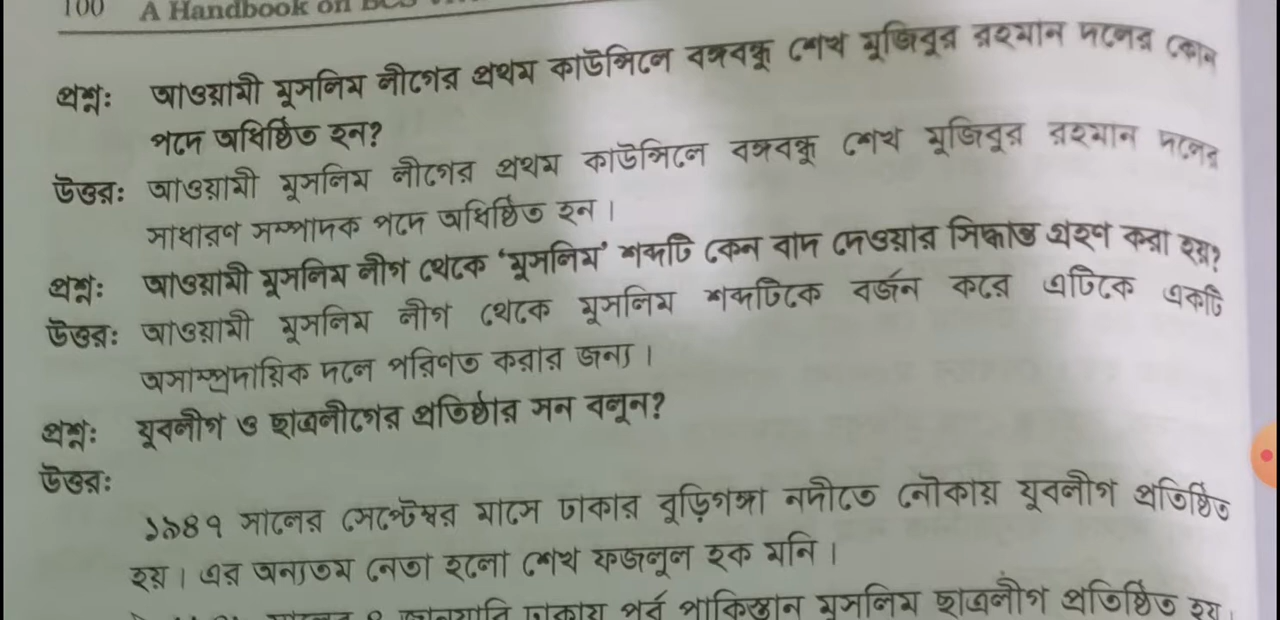 100 A Handbook on BCS
প্রশ্ন: আওয়ামী মুসলিম লীগের প্রথম কাউন্সিলে বঙ্গবন্ধু শেখ মুজিবুর রহমান দলের কোন
পদে অধিষ্ঠিত হন?
উত্তর: আওয়ামী মুসলিম লীগের প্রথম কাউন্সিলে বঙ্গবন্ধু শেখ মুজিবুর রহমান দলের
সাধারণ সম্পাদক পদে অধিষ্ঠিত হন।
প্রশ্ন: আওয়ামী মুসলিম লীগ থেকে ‘মুসলিম’ শব্দটি কেন বাদ দেওয়ার সিদ্ধান্ত গ্রহণ করা হয়?
উত্তর: আওয়ামী মুসলিম লীগ থেকে মুসলিম শব্দটিকে বর্জন করে এটিকে একটি
অসাম্প্রদায়িক দলে পরিণত করার জন্য।
প্রশ্ন: যুবলীগ ও ছাত্রলীগের প্রতিষ্ঠার সন বলুন?
উত্তর:
১৯৪৭ সালের সেপ্টেম্বর মাসে ঢাকার বুড়িগঙ্গা নদীতে নৌকায় যুবলীগ প্রতিষ্ঠিত
হয়। এর অন্যতম নেতা হলো শেখ ফজলুল হক মনি।
সালের ৪ জানুয়ারি ঢাকায় পূর্ব পাকিস্তান মুসলিম ছাত্রলীগ প্রতিষ্ঠিত হয়।